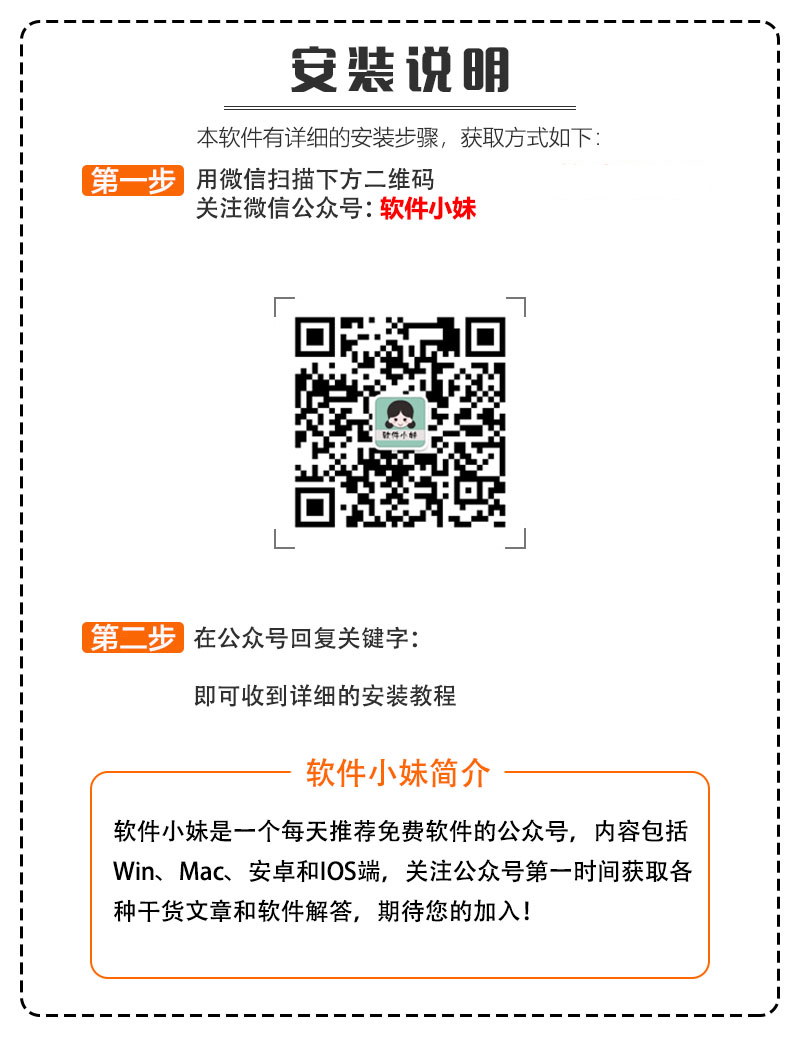 安装说明
本软件有详细的安装步骤，获取方式如下：
第一步 用微信扫描下方二维码
关注微信公众号：软件小妹
软件小妹
第二步 在公众号回复关键字：
即可收到详细的安装教程
软件小妹简介
软件小妹是一个每天推荐免费软件的公众号，内容包括
Win、Mac、安卓和IOS端，关注公众号第一时间获取各
种干货文章和软件解答，期待您的加入！